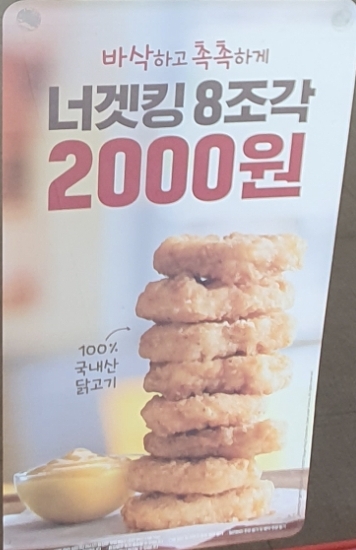 바삭하고 촉촉하게
너겟킹 8조각
2000원
100%
국내산
닭고기